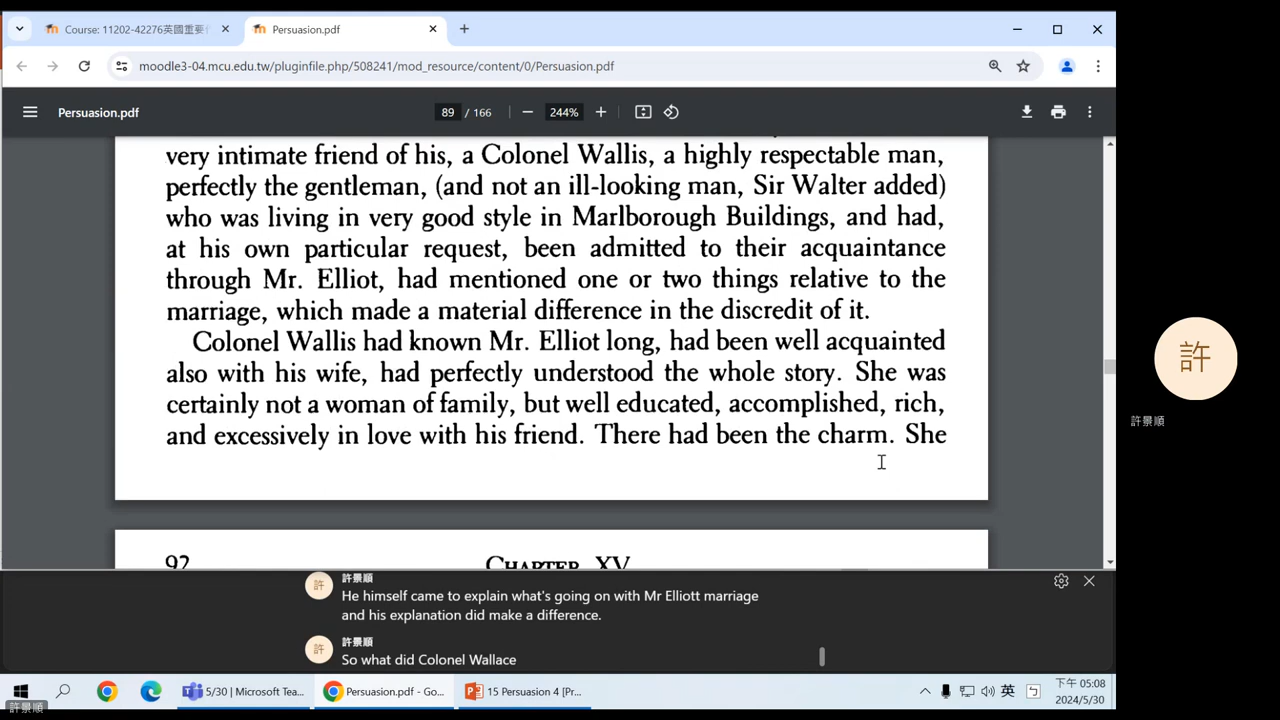 Course: 11202-42276英國重要
Persuasion.pdf
moodle3-04.mcu.edu.tw/pluginfile.php/508241/mod_resource/content/0/Persuasion.pdf
Persuasion.pdf
89 / 166
244%
very intimate friend of his, a Colonel Wallis, a highly respectable man,
perfectly the gentleman, (and not an ill-looking man, Sir Walter added)
who was living in very good style in Marlborough Buildings, and had,
at his own particular request, been admitted to their acquaintance
through Mr. Elliot, had mentioned one or two things relative to the
marriage, which made a material difference in the discredit of it.
Colonel Wallis had known Mr. Elliot long, had been well acquainted
also with his wife, had perfectly understood the whole story. She was
certainly not a woman of family, but well educated, accomplished, rich,
and excessively in love with his friend. There had been the charm. She
92 CHAPTER XV
許
許景順
許
許景順
He himself came to explain what's going on with Mr Elliott marriage
and his explanation did make a difference.
許
許景順
So what did Colonel Wallace
5/30 | Microsoft Tea...
Persuasion.pdf - Go...
15 Persuasion 4 [Pr...
英
下午 05:08
2024/5/30
許景順